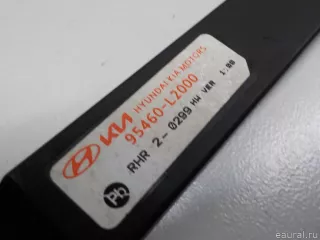 HYUNDAI KIA MOTORS
95460-L2000
RHR 2- 0299 HW VER 1.00
Pb
© eaural.ru